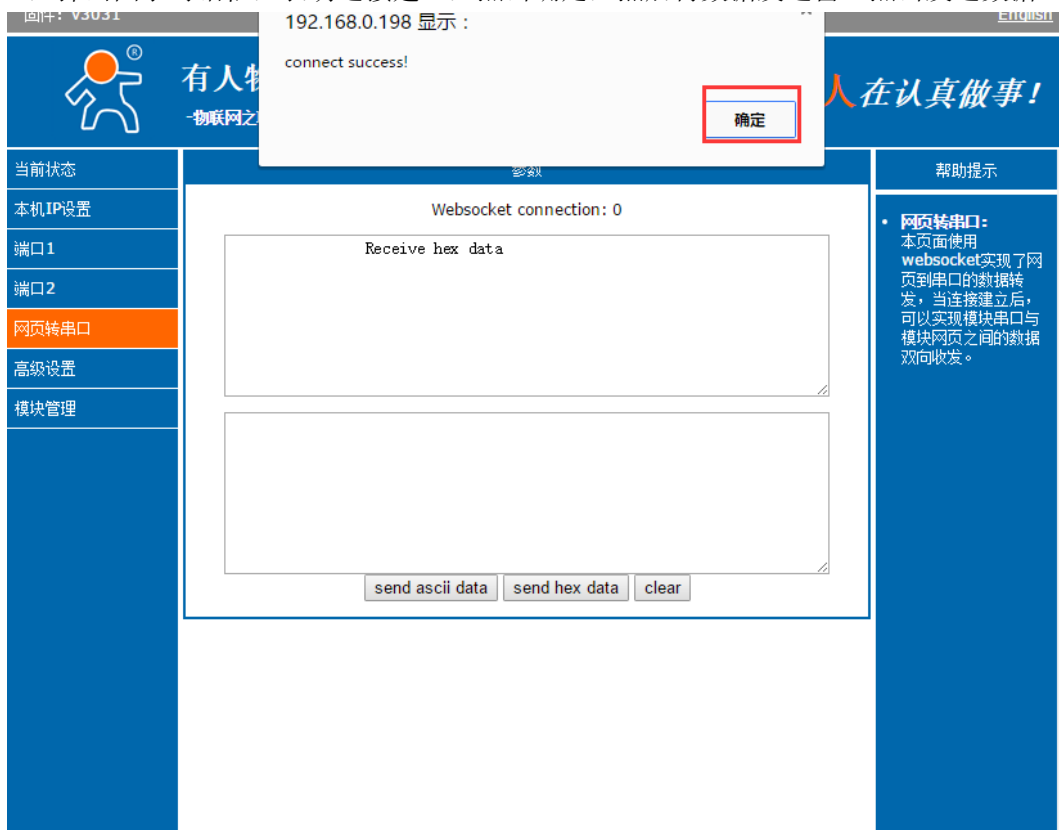 固件：V3031
English
192.168.0.198 显示：
connect success!
确定
®
有人物
-物联网之
人在认真做事！
当前状态
本机IP设置
端口1
端口2
网页转串口
高级设置
模块管理
参数
Websocket connection: 0
Receive hex data
send ascii data
send hex data
clear
帮助提示
• 网页转串口：
本页面使用
websocket实现了网
页到串口的数据转
发，当连接建立后，
可以实现模块串口与
模块网页之间的数据
双向收发。